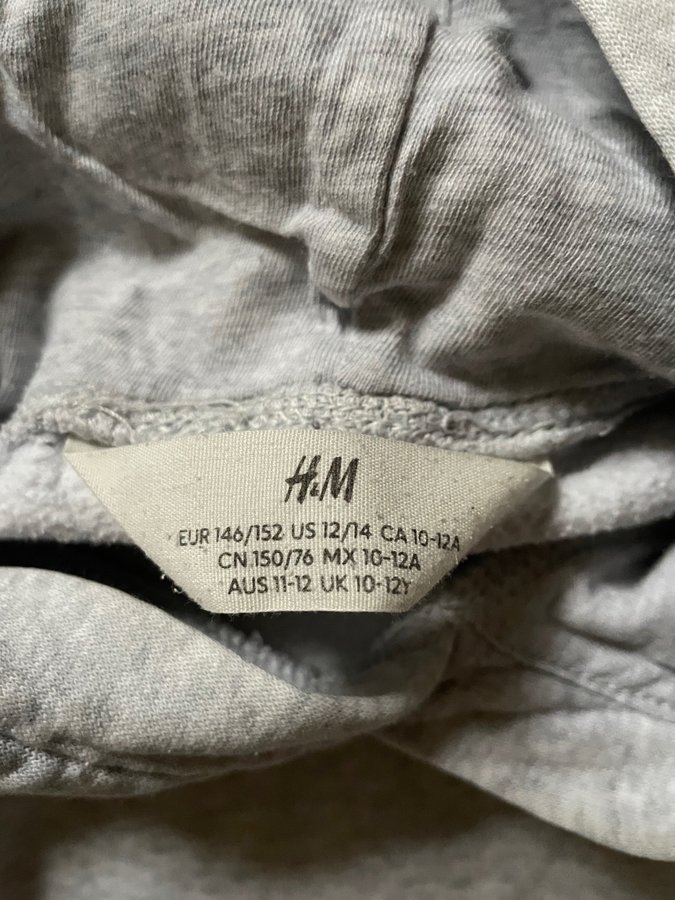 H&M
EUR 146/152 US 12/14 CA 10-12A
CN 150/76 MX 10-12A
AUS 11-12 UK 10-12Y